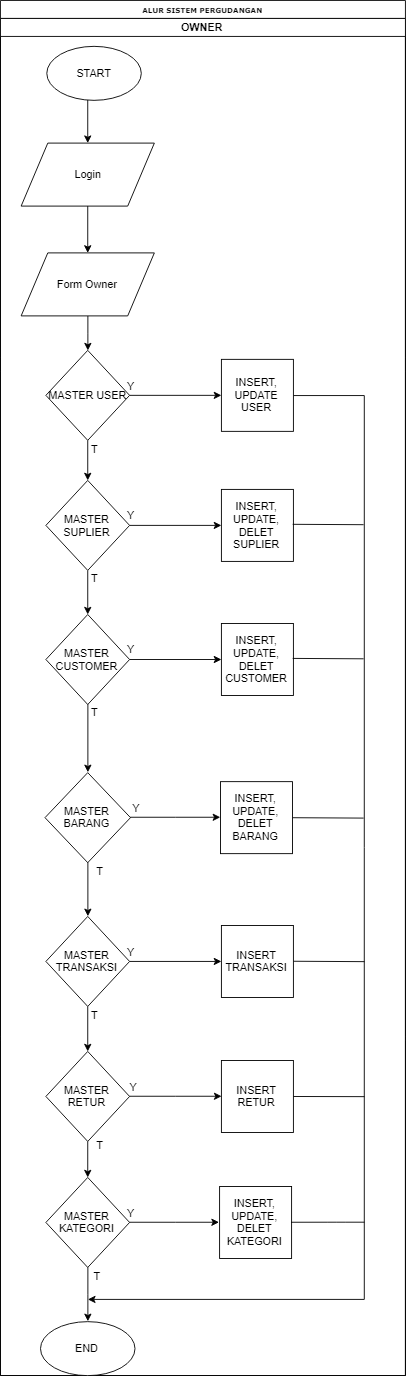 ALUR SISTEM PERGUDANGAN
OWNER
START
Login
Form Owner
MASTER USER
Y
INSERT,
UPDATE
USER
T
MASTER
SUPLIER
Y
INSERT,
UPDATE,
DELET
SUPLIER
T
MASTER
CUSTOMER
Y
INSERT,
UPDATE,
DELET
CUSTOMER
T
MASTER
BARANG
Y
INSERT,
UPDATE,
DELET
BARANG
T
MASTER
TRANSAKSI
Y
INSERT
TRANSAKSI
T
MASTER
RETUR
Y
INSERT
RETUR
T
MASTER
KATEGORI
Y
INSERT,
UPDATE,
DELET
KATEGORI
T
END